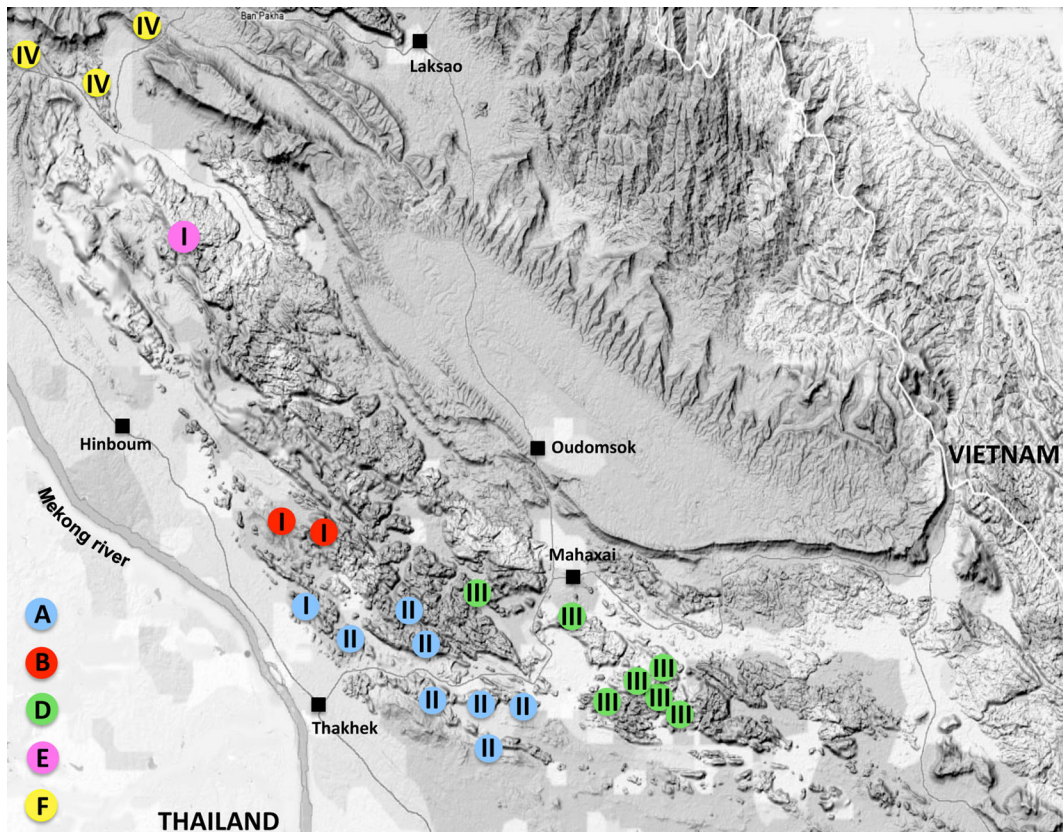 Ban Pakha
IV
IV
IV
Laksao
I
Hinboum
Oudomsok
VIETNAM
Mekong river
I
I
Mahaxai
III
III
I
II
II
II
III
III
III
III
III
II
II
II
II
Thakhek
A
B
D
E
F
THAILAND